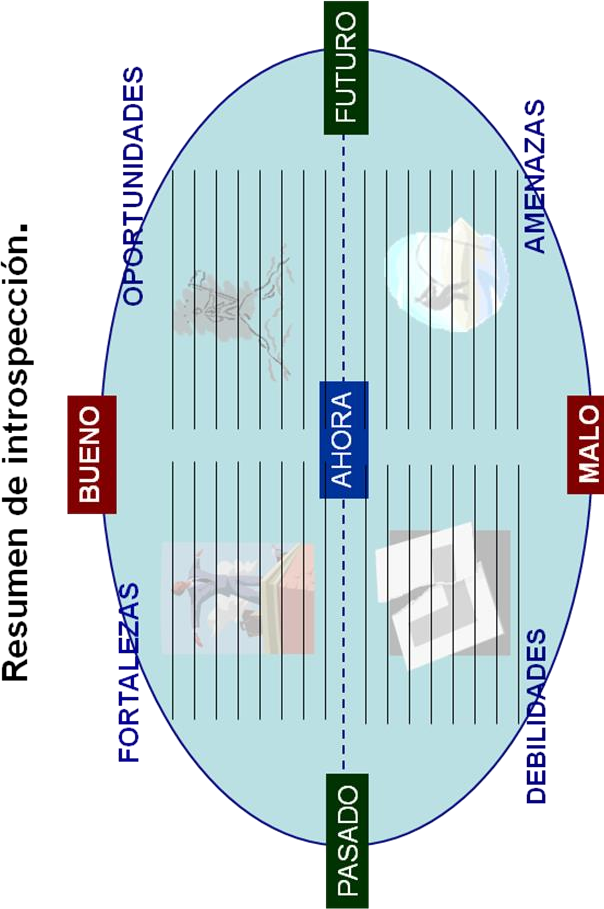 Resumen de introspección.
BUENO
FORTALEZAS
OPORTUNIDADES
PASADO
AHORA
FUTURO
DEBILIDADES
AMENAZAS
MALO